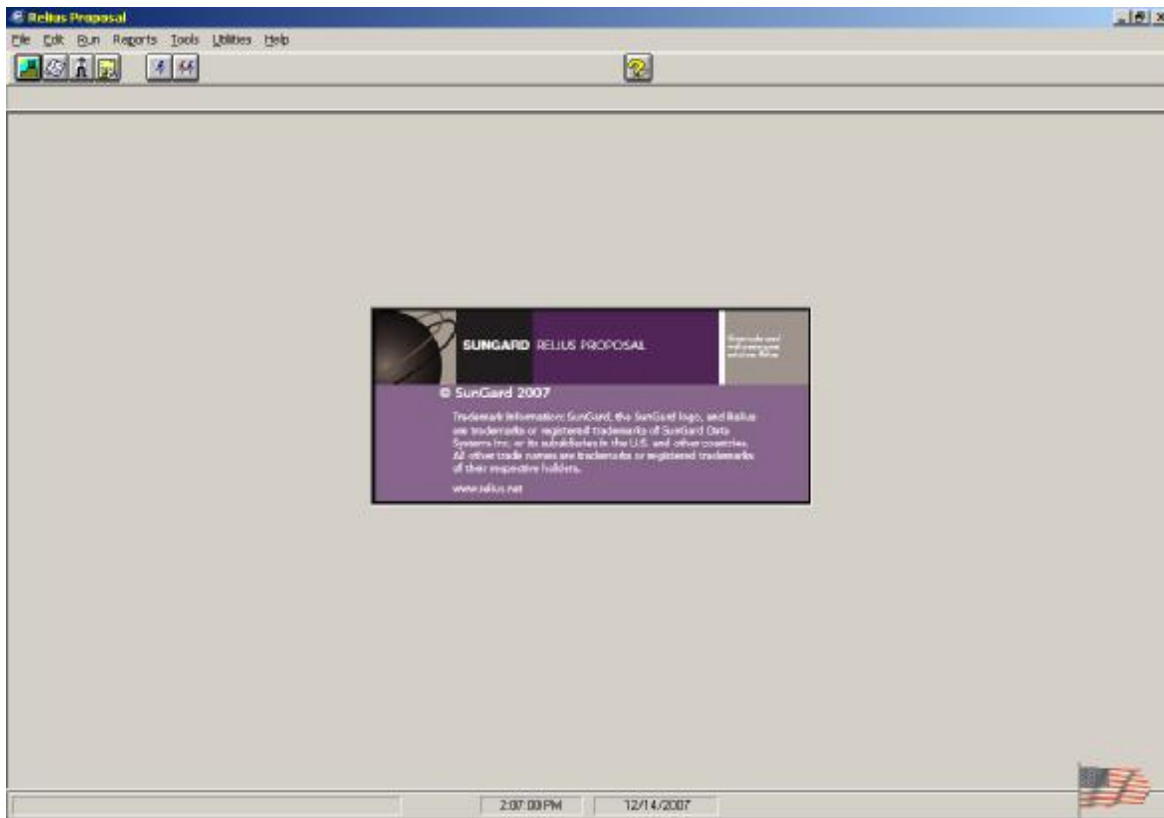 Relius Proposal
File Edit Run Reports Tools Utilities Help
SUNGARD RELIUS PROPOSAL
© SunGard 2007
Trademark Information: SunGard, the SunGard logo, and Relius
are trademarks or registered trademarks of SunGard Data
Systems Inc. or its subsidiaries in the U.S. and other countries.
All other trade names are trademarks or registered trademarks
of their respective holders.
www.relius.net
2:07:00 PM 12/14/2007